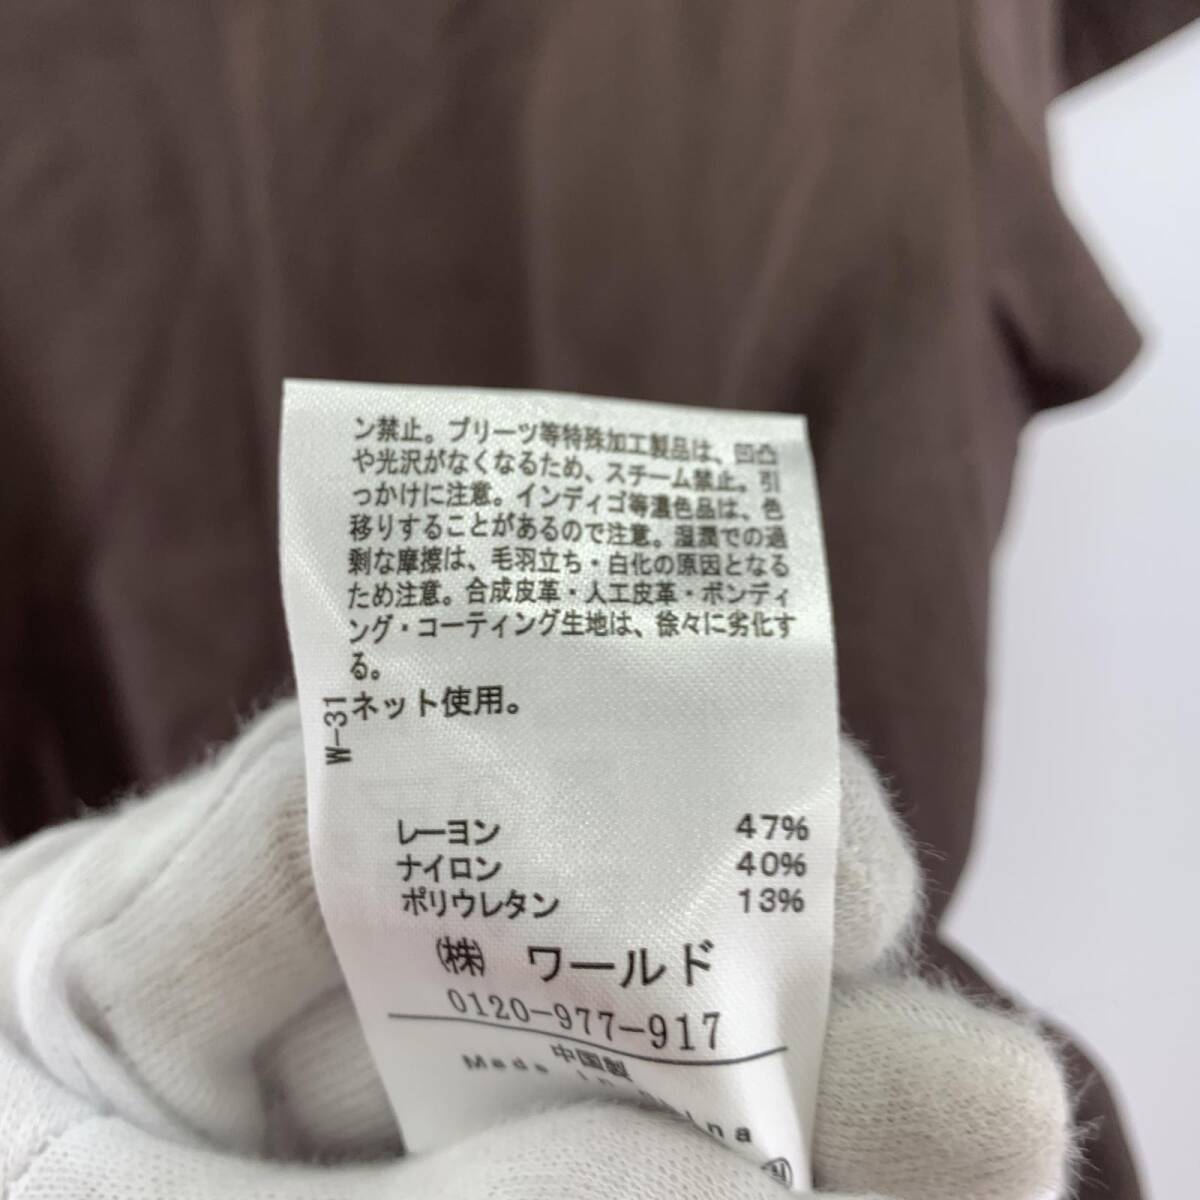 ン禁止。プリーツ等特殊加工製品は、凹凸
や光沢がなくなるため、スチーム禁止。引
っかけに注意。インディゴ等濃色品は、色
移りすることがあるので注意。湿潤での過
剰な摩擦は、毛羽立ち・白化の原因となる
ため注意。合成皮革・人工皮革・ボンディ
ング・コーティング生地は、徐々に劣化す
る。
ネット使用。
W-31
レーヨン 47%
ナイロン 40%
ポリウレタン 13%
(株) ワールド
0120-977-917
中国製
Made In